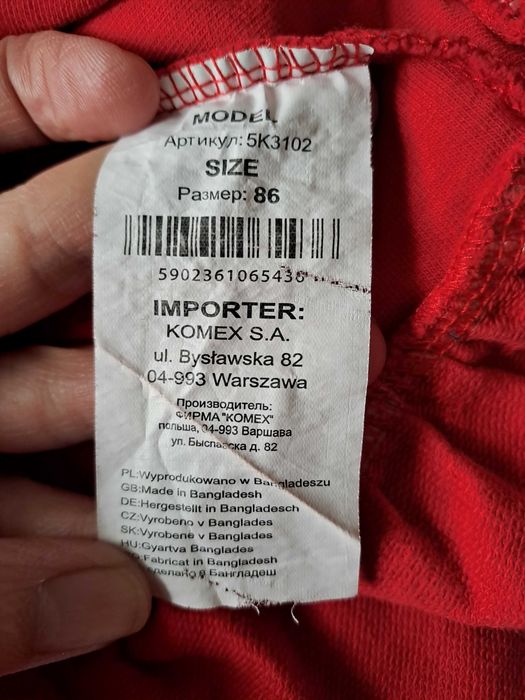 MODEL
Артикул: 5K3102
SIZE
Размер: 86
5902361065436
IMPORTER:
KOMEX S.A.
ul. Bysławska 82
04-993 Warszawa
Производитель:
ФИРМА "КОМЕХ"
польша, 04-993 Варшава
ул. Быславска д. 82
PL:Wyprodukowano w Bangladeszu
GB:Made in Bangladesh
DE:Hergestellt in Bangladesch
CZ:Vyrobeno v Banglades
SK:Vyrobené v Banglades
HU:Gyartva Banglades
Fabricat in Bangladesh
Сделано в Бангладеш